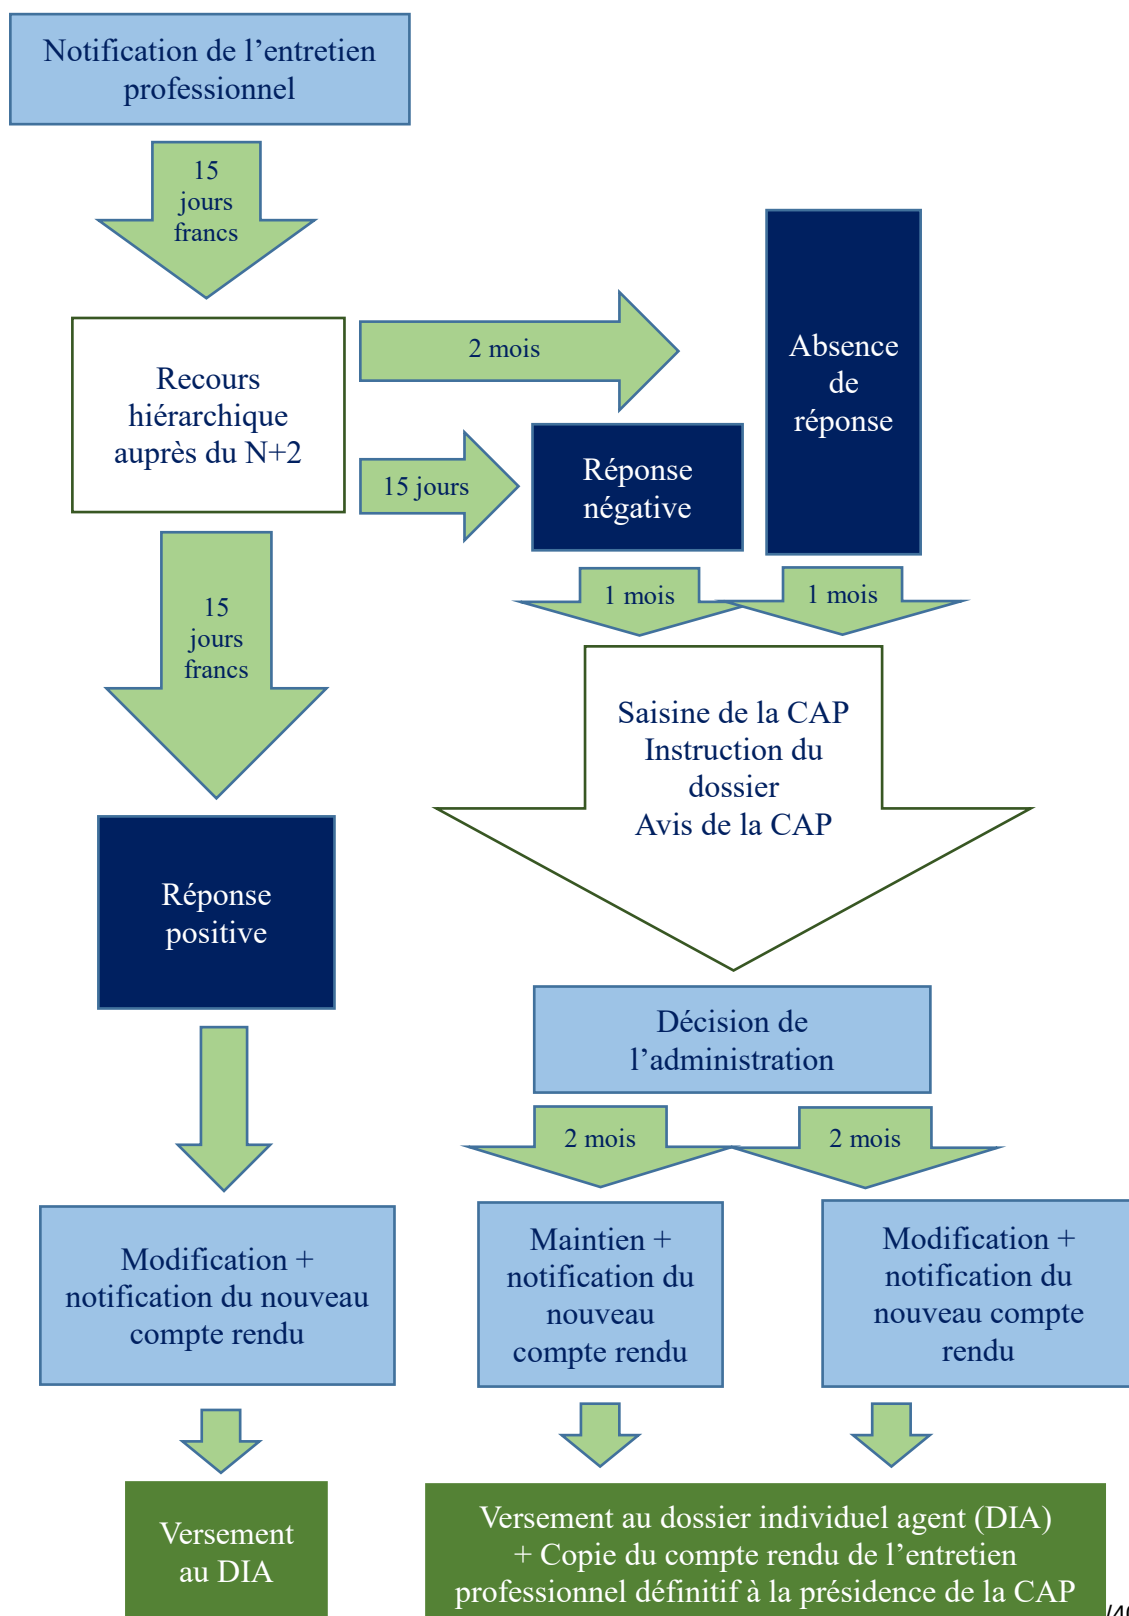 Notification de l’entretien
professionnel
15
jours
francs
Recours
hiérarchique
auprès du N+2
2 mois
15 jours
Absence
de
réponse
Réponse
négative
1 mois
1 mois
15
jours
francs
Saisine de la CAP
Instruction du
dossier
Avis de la CAP
Réponse
positive
Décision de
l’administration
2 mois
2 mois
Modification +
notification du nouveau
compte rendu
Maintien +
notification du
nouveau
compte rendu
Modification +
notification du
nouveau compte
rendu
Versement
au DIA
Versement au dossier individuel agent (DIA)
+ Copie du compte rendu de l’entretien
professionnel définitif à la présidence de la CAP